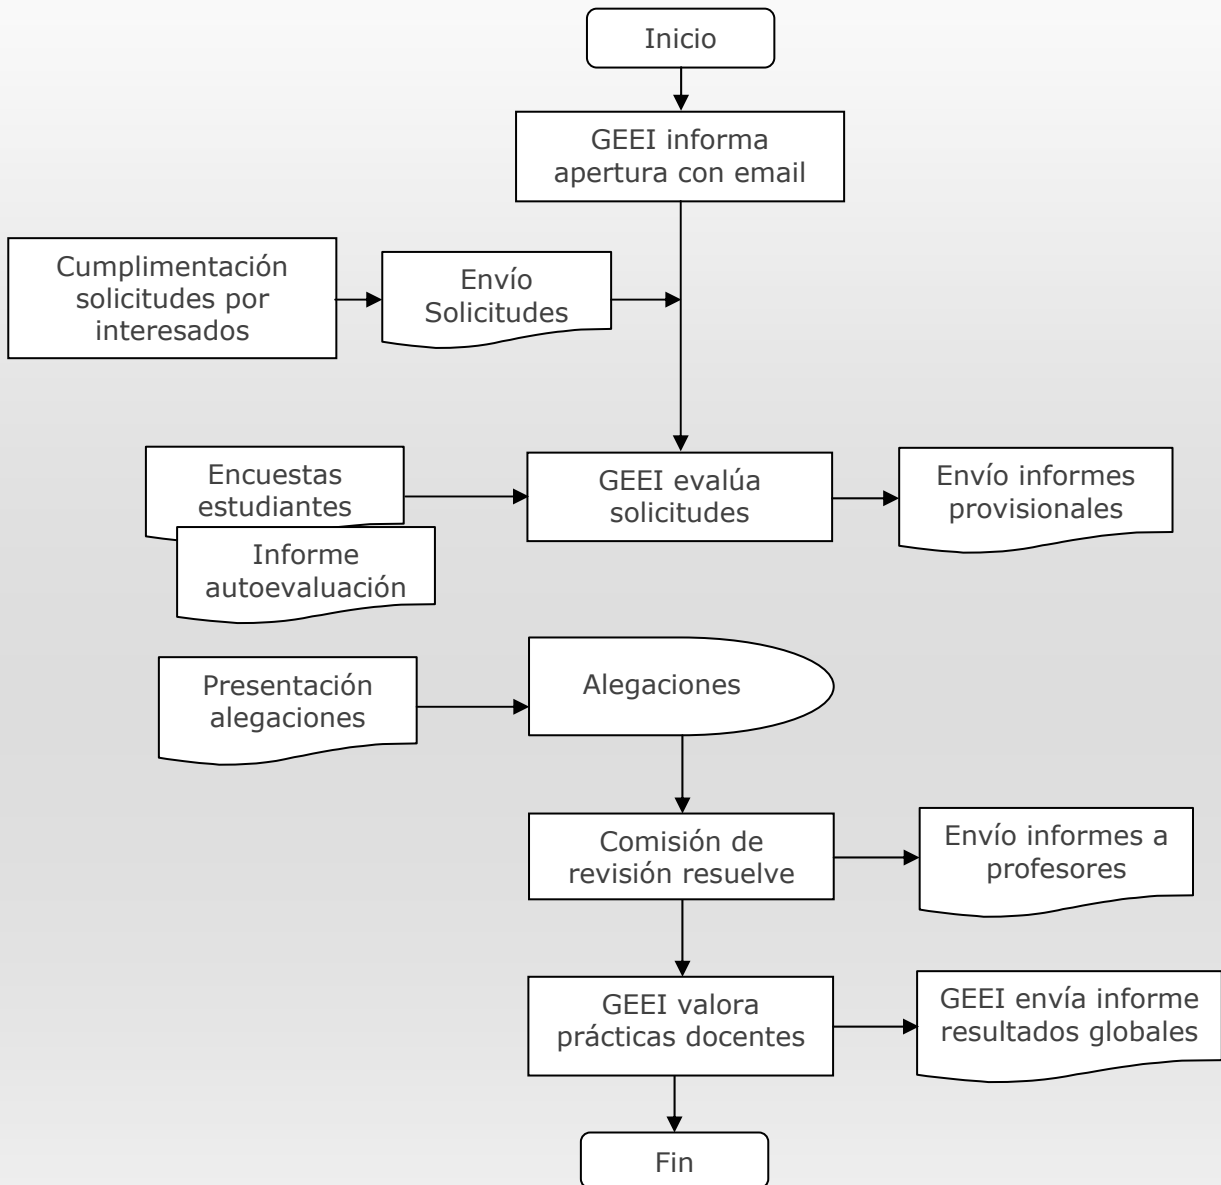 Inicio
GEEI informa
apertura con email
Cumplimentación
solicitudes por
interesados
Envío
Solicitudes
Encuestas
estudiantes
Informe
autoevaluación
GEEI evalúa
solicitudes
Envío informes
provisionales
Presentación
alegaciones
Alegaciones
Comisión de
revisión resuelve
Envío informes a
profesores
GEEI valora
prácticas docentes
GEEI envía informe
resultados globales
Fin